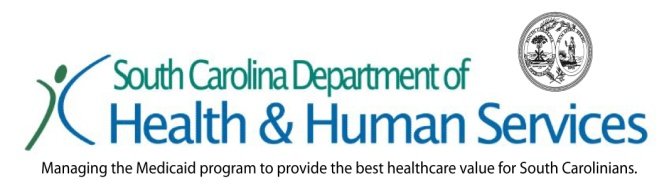 South Carolina Department of
Health & Human Services
Managing the Medicaid program to provide the best healthcare value for South Carolinians.